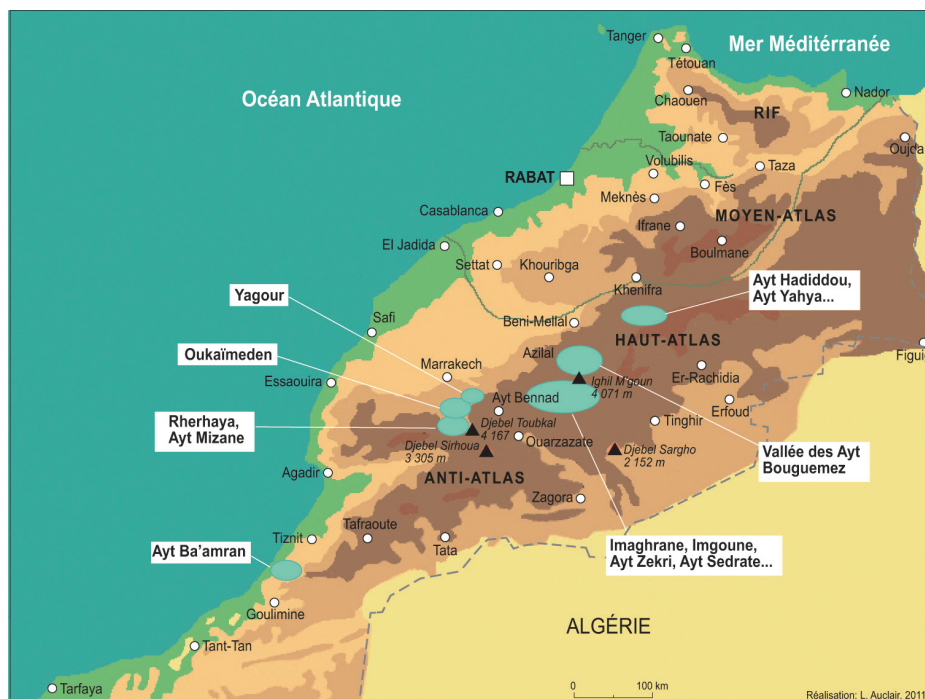 Tanger
Mer Méditérranée
Tétouan
Océan Atlantique
Chaouen
Nador
RIF
Taounate
Oujda
Volubilis
Taza
RABAT
Fès
Meknès
Casablanca
MOYEN-ATLAS
Ifrane
El Jadida
Boulmane
Settat
Khouribga
Khenifra
Ayt Hadiddou,
Ayt Yahya...
Yagour
Safi
Beni-Mellal
HAUT-ATLAS
Oukaïmeden
Azilal
Figui
Marrakech
Er-Rachidia
Essaouira
Ighil M'goun
4 071 m
Ayt Bennad
Erfoud
Rherhaya,
Ayt Mizane
Djebel Toubkal
4 167
Tinghir
Ouarzazate
Djebel Sirhoua
3 305 m
Djebel Sargho
2 152 m
Vallée des Ayt
Bouguemez
Agadir
ANTI-ATLAS
Zagora
Tiznit
Tafraoute
Tata
Imaghrane, Imgoune,
Ayt Zekri, Ayt Sedrate...
Ayt Ba'amran
Goulimine
ALGÉRIE
Tant-Tan
Tarfaya
0 100 km
Réalisation: L. Auclair, 2011